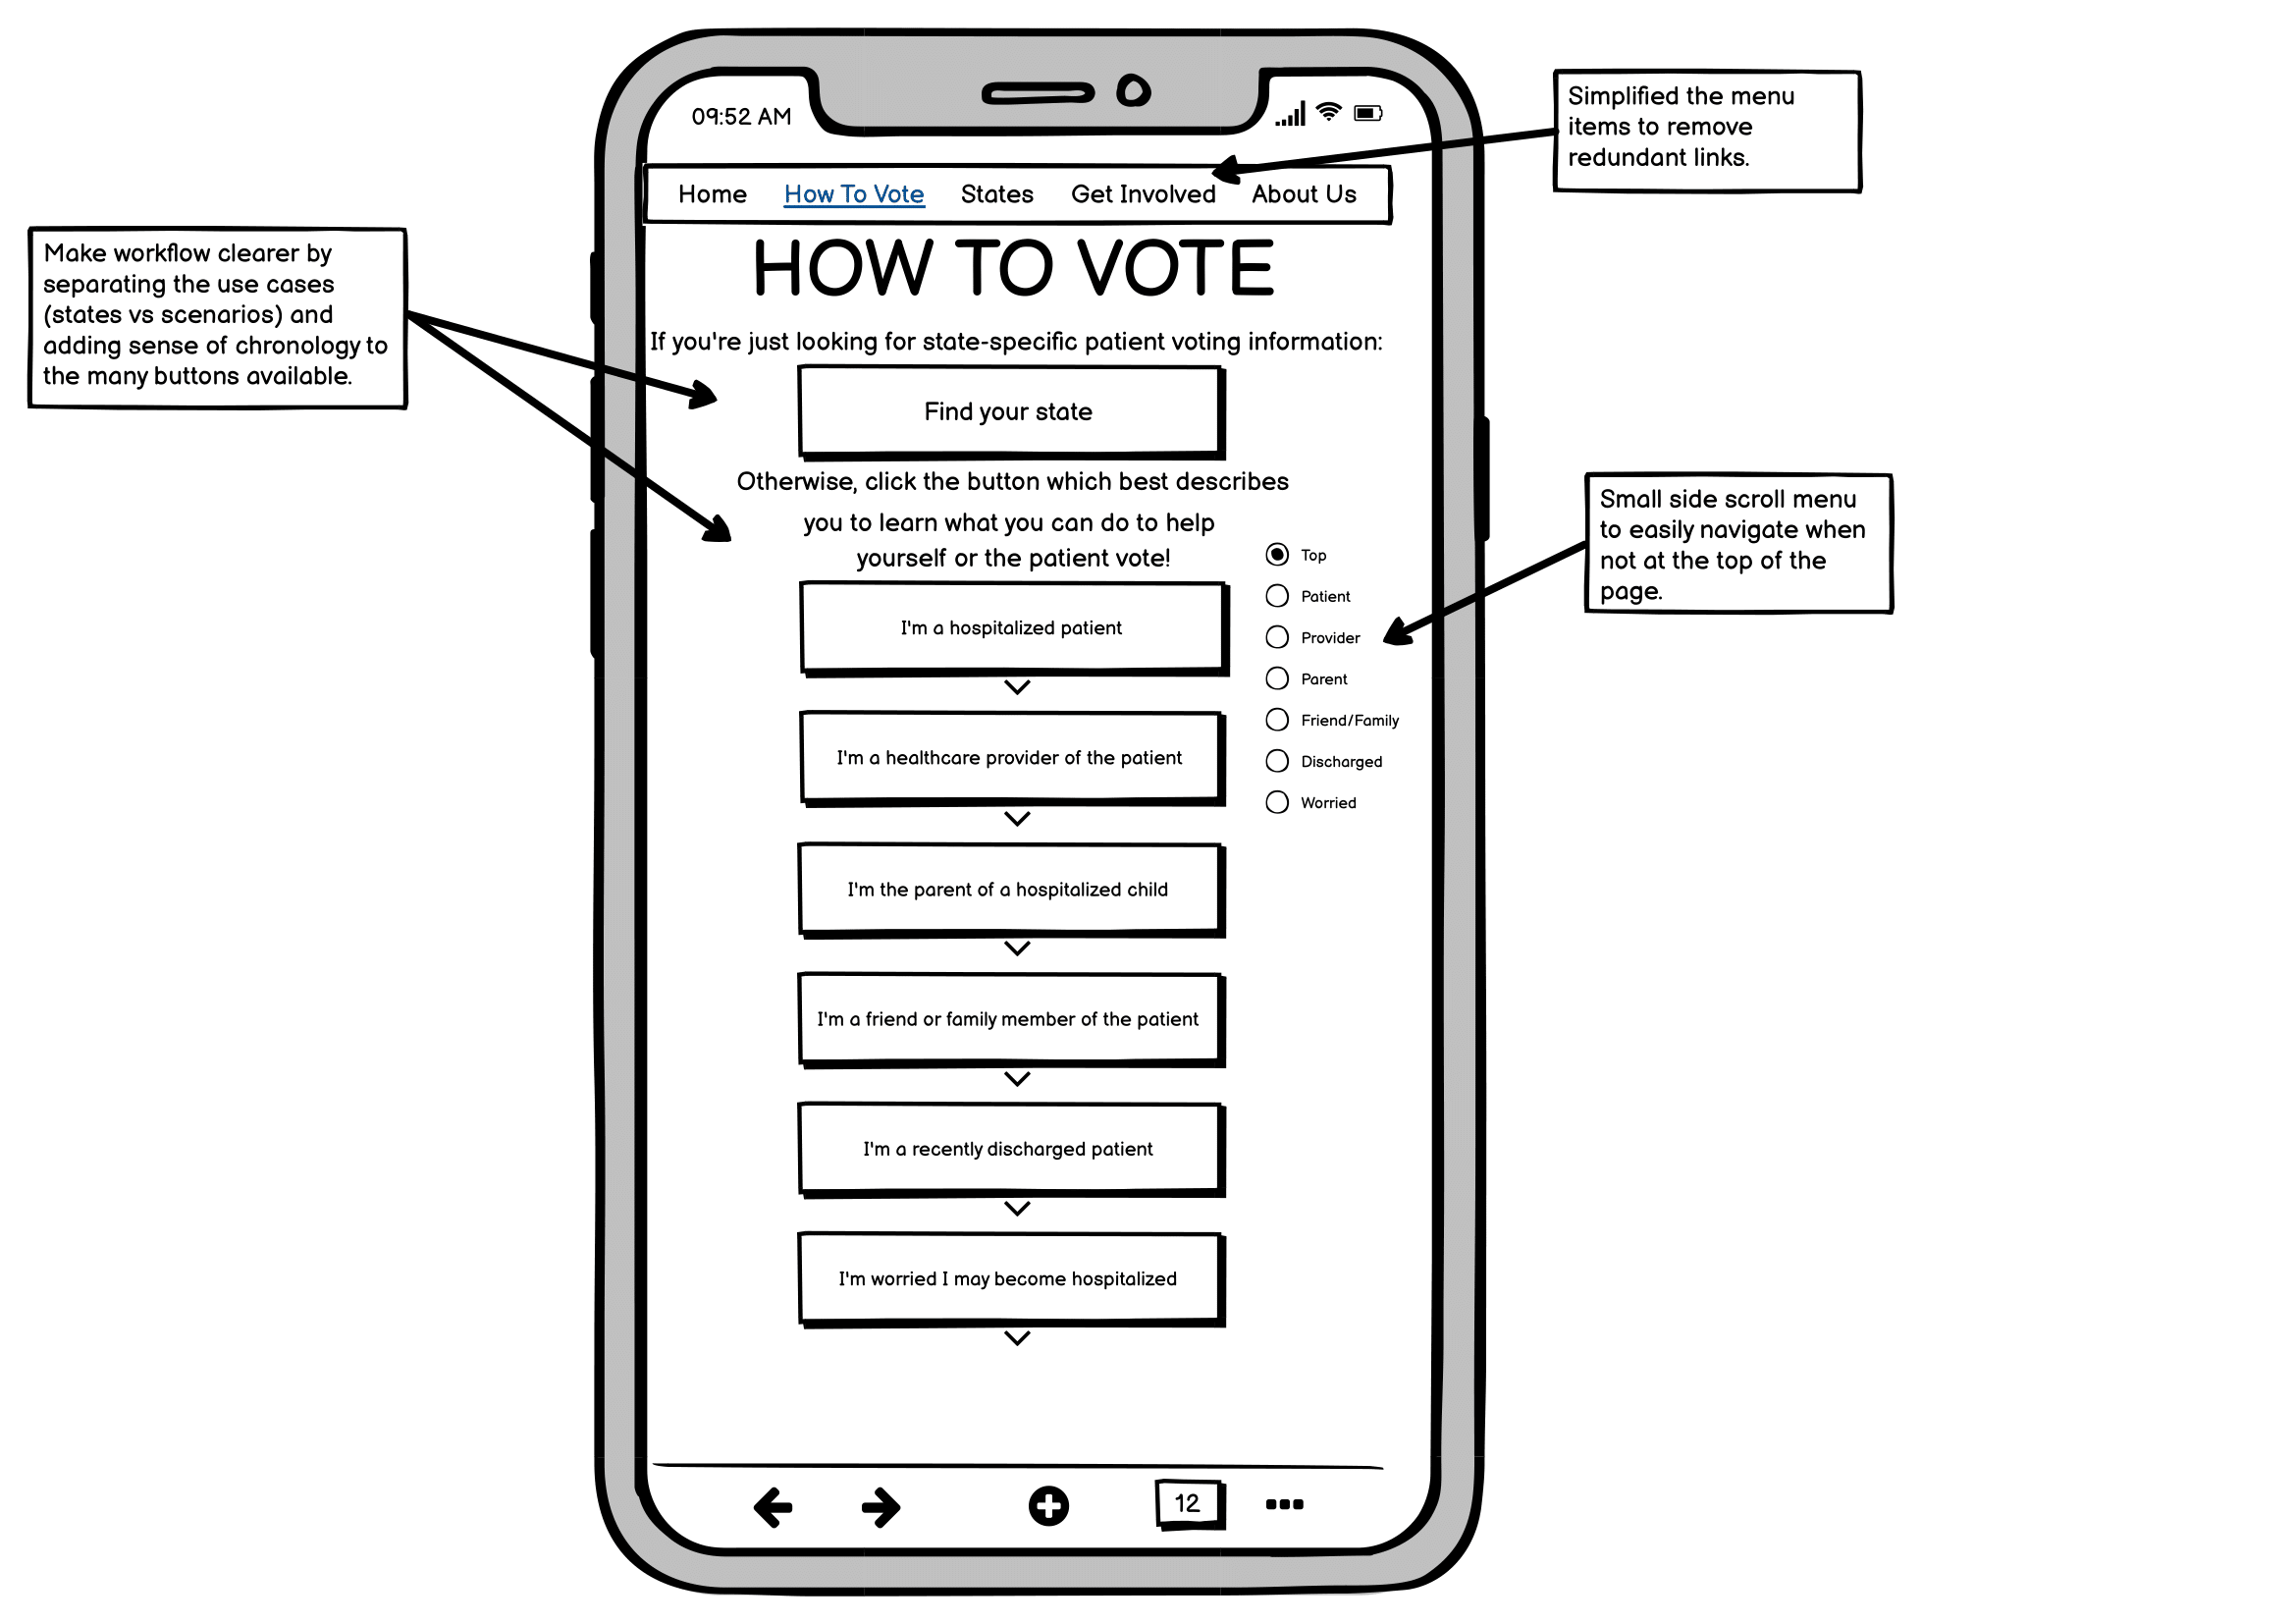 09:52 AM
Simplified the menu
items to remove
redundant links.
Home How To Vote States Get Involved About Us
Make workflow clearer by
separating the use cases
(states vs scenarios) and
adding sense of chronology to
the many buttons available.
HOW TO VOTE
If you're just looking for state-specific patient voting information:
Find your state
Otherwise, click the button which best describes
you to learn what you can do to help
yourself or the patient vote!
Small side scroll menu
to easily navigate when
not at the top of the
page.
Top
Patient
Provider
Parent
Friend/Family
Discharged
Worried
I'm a hospitalized patient
I'm a healthcare provider of the patient
I'm the parent of a hospitalized child
I'm a friend or family member of the patient
I'm a recently discharged patient
I'm worried I may become hospitalized
12